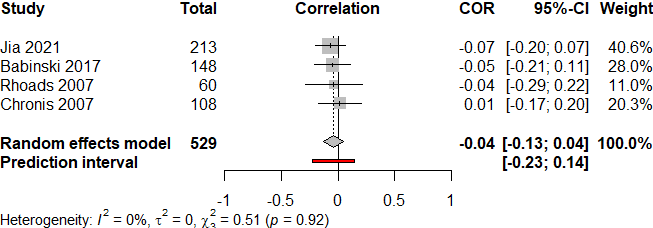 Study Total Correlation COR 95%-CI Weight
Jia 2021 213 -0.07 [-0.20; 0.07] 40.6%
Babinski 2017 148 -0.05 [-0.21; 0.11] 28.0%
Rhoads 2007 60 -0.04 [-0.29; 0.22] 11.0%
Chronis 2007 108 0.01 [-0.17; 0.20] 20.3%
Random effects model 529 -0.04 [-0.13; 0.04] 100.0%
Prediction interval [-0.23; 0.14]
-1 -0.5 0 0.5 1
Heterogeneity: I² = 0%, τ² = 0, χ²₃ = 0.51 (p = 0.92)